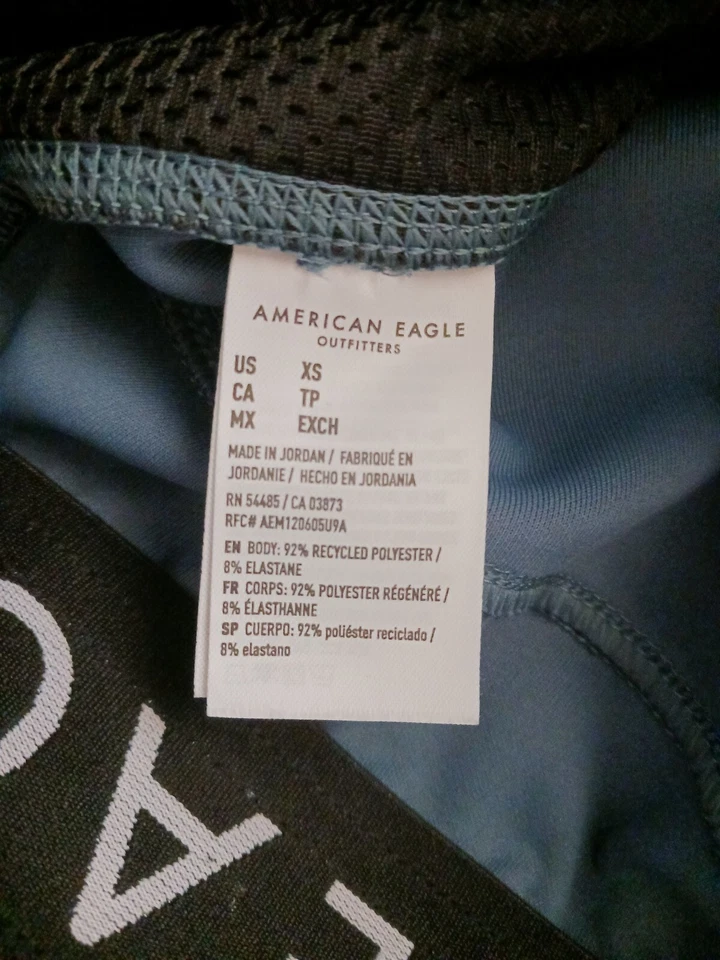 AMERICAN EAGLE
OUTFITTERS
US XS
CA TP
MX EXCH
MADE IN JORDAN / FABRIQUÉ EN
JORDANIE / HECHO EN JORDANIA
RN 54485 / CA 03873
RFC# AEM120605U9A
EN BODY: 92% RECYCLED POLYESTER /
8% ELASTANE
FR CORPS: 92% POLYESTER RÉGÉNÉRÉ /
8% ÉLASTHANNE
SP CUERPO: 92% poliéster reciclado /
8% elastano